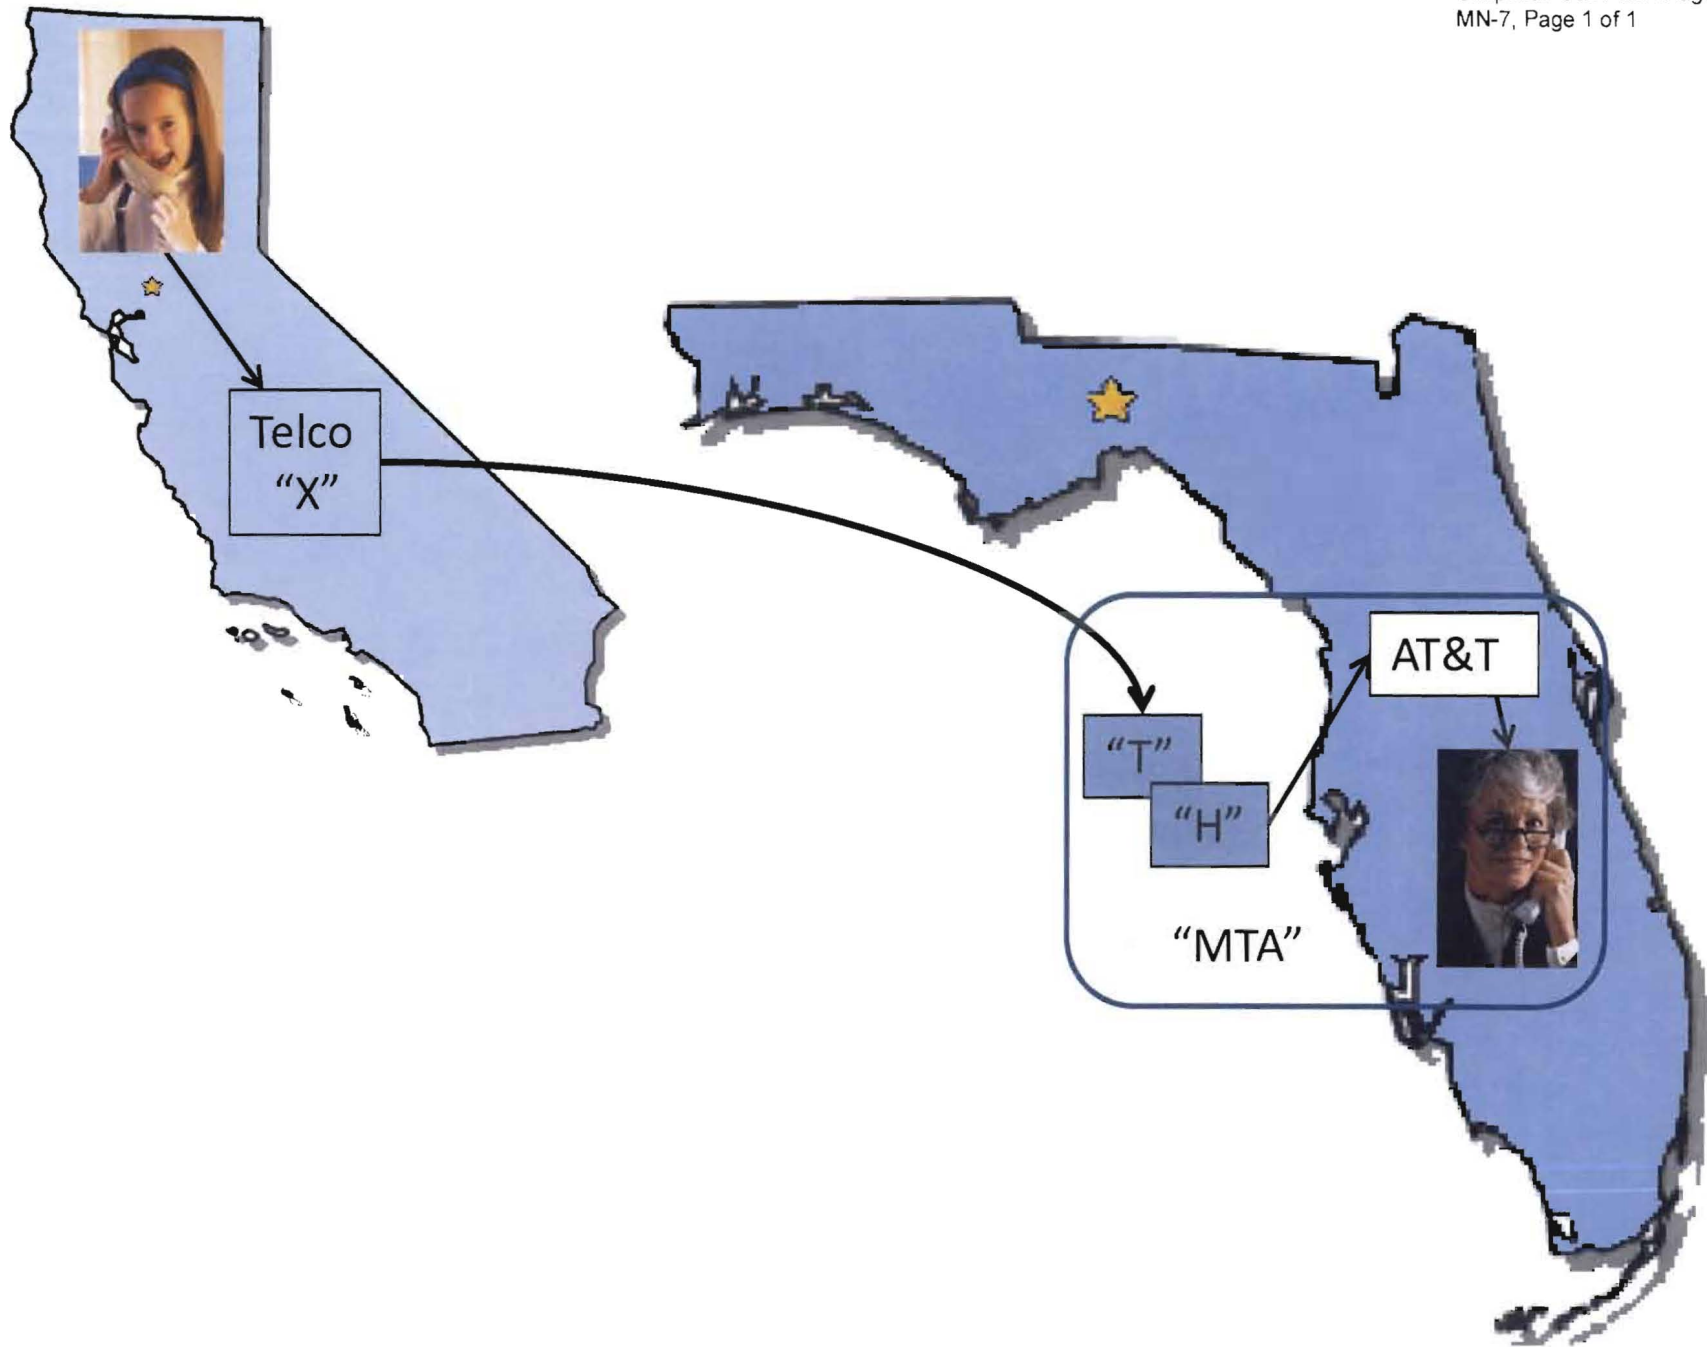 MN-7, Page 1 of 1
Telco
“X”
AT&T
“T”
“H”
“MTA”